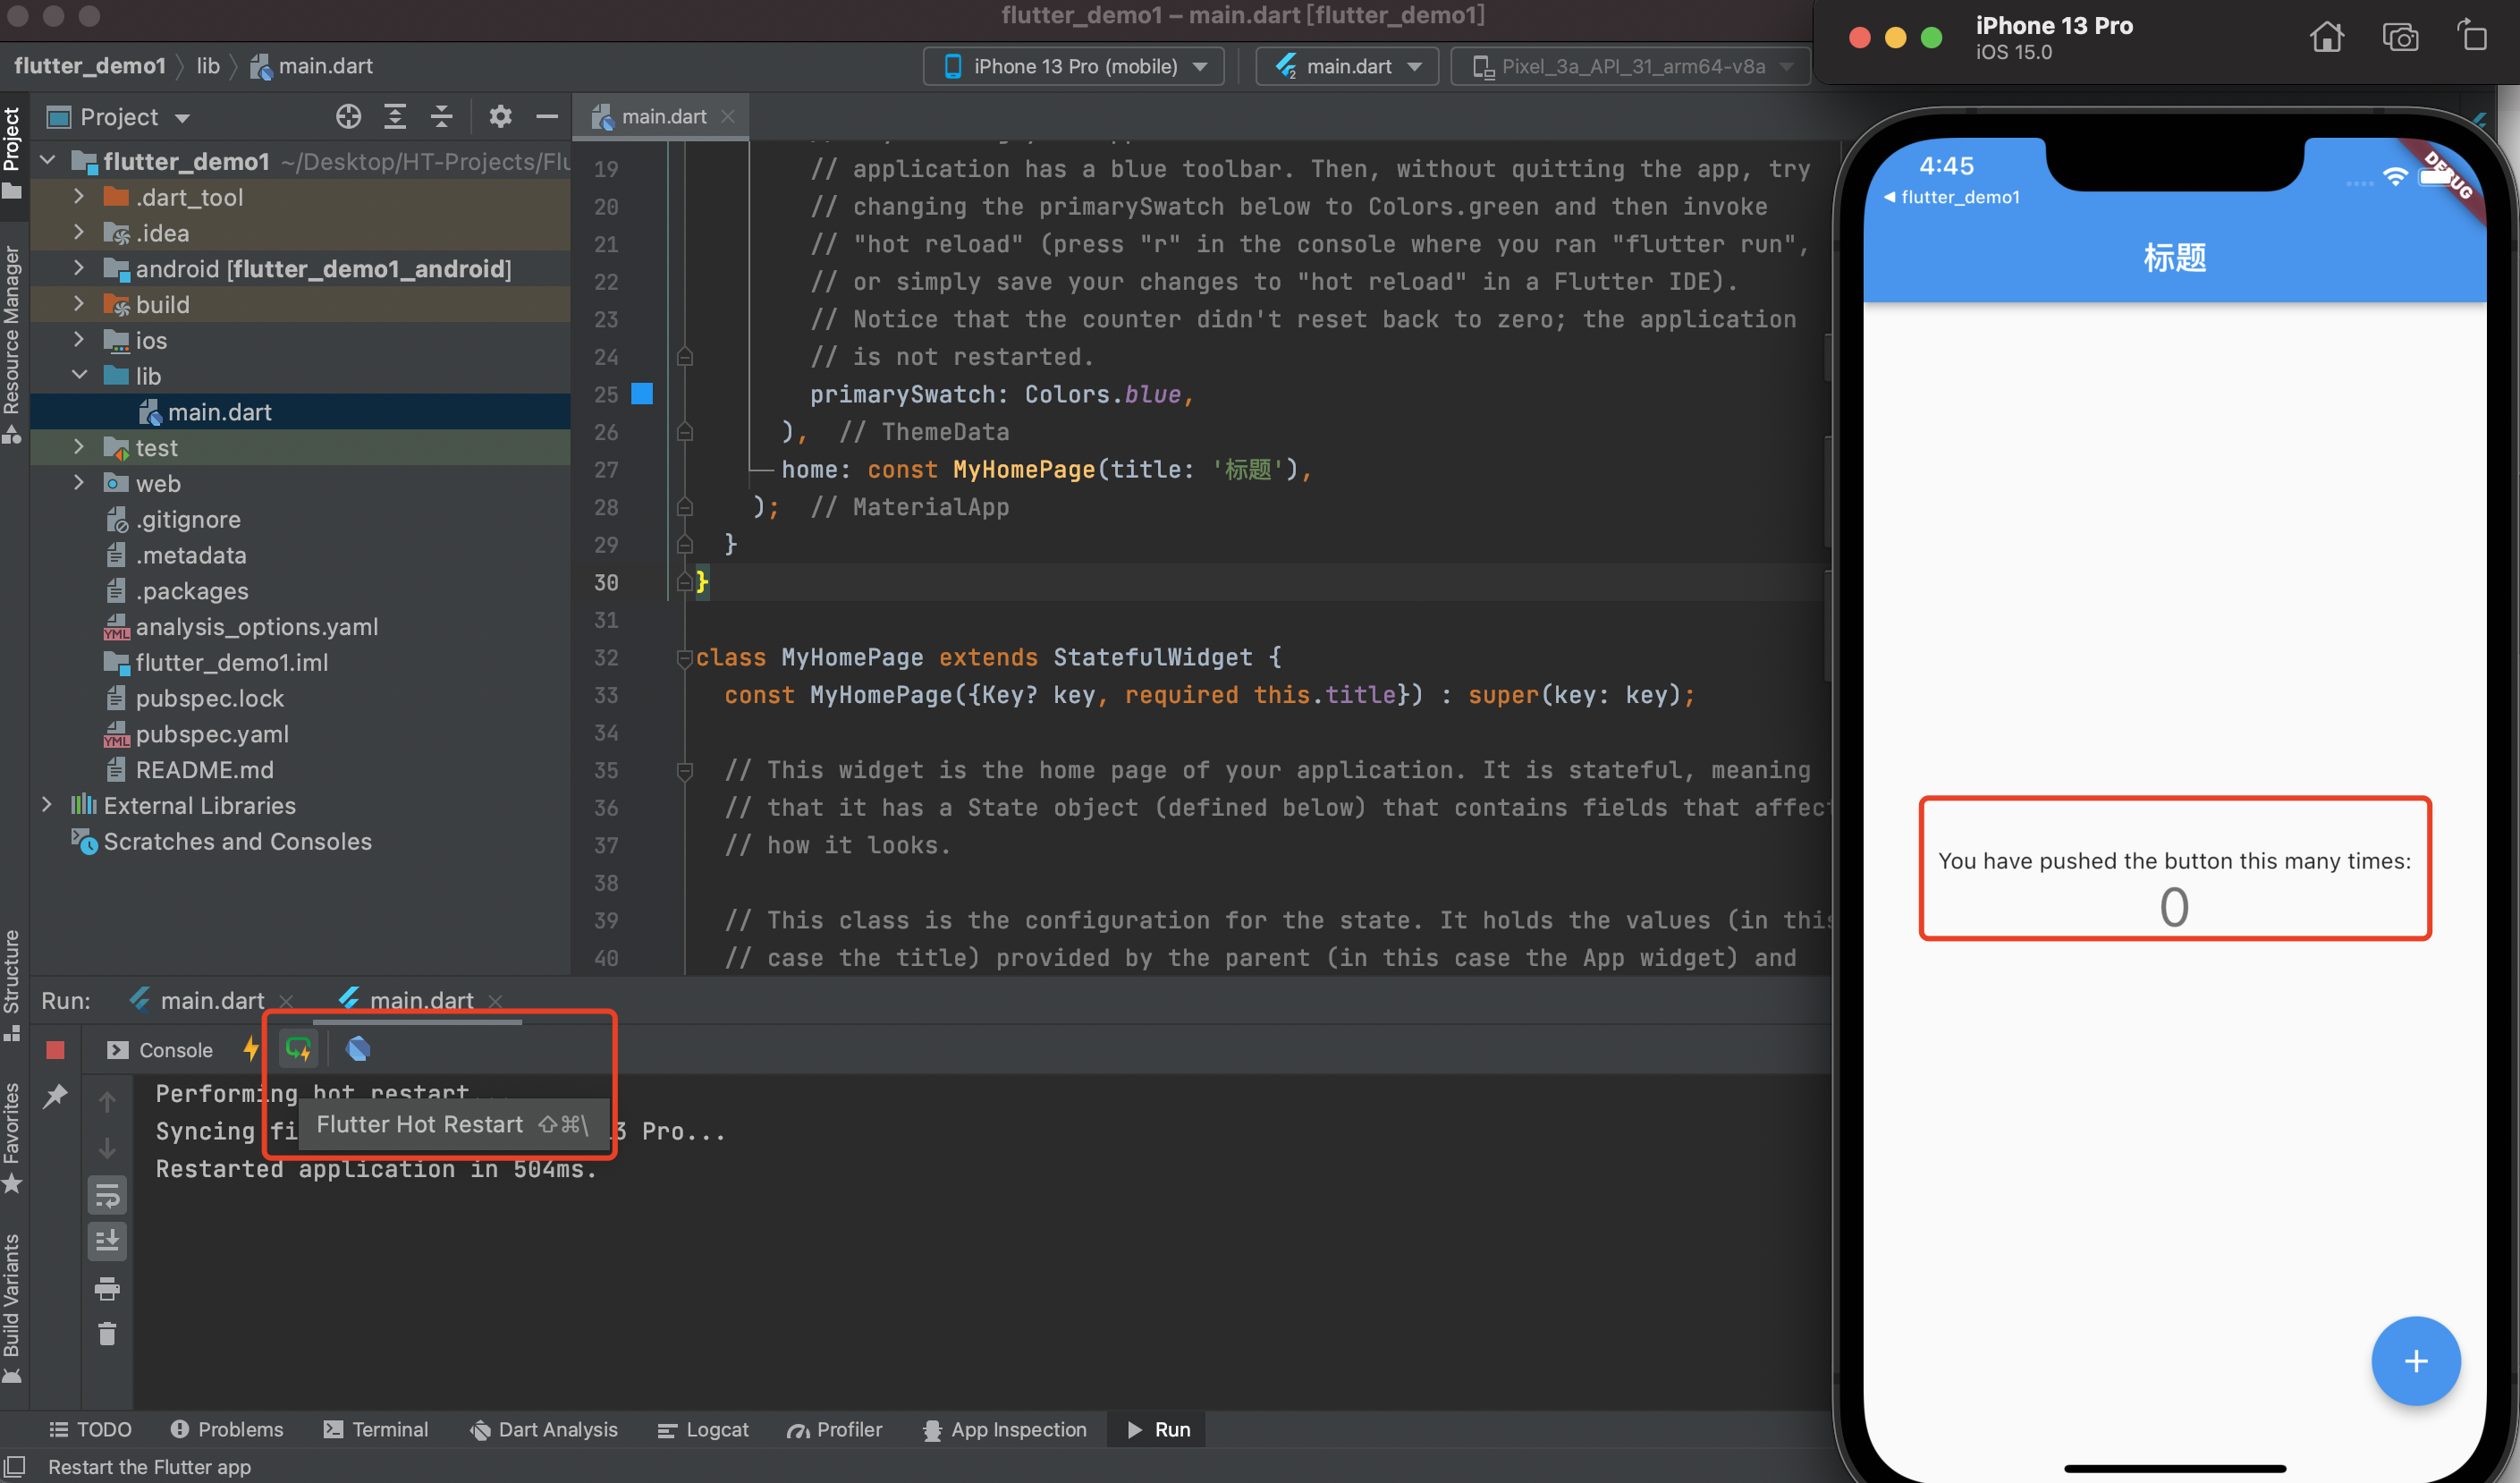 flutter_demo1 – main.dart [flutter_demo1]
flutter_demo1 lib main.dart
iPhone 13 Pro (mobile)
main.dart
Pixel_3a_API_31_arm64-v8a
iPhone 13 Pro
iOS 15.0
Project
Resource Manager
Structure
Favorites
Build Variants
Project
flutter_demo1 ~/Desktop/HT-Projects/Flu
.dart_tool
.idea
android [flutter_demo1_android]
build
ios
lib
main.dart
test
web
.gitignore
.metadata
.packages
analysis_options.yaml
flutter_demo1.iml
pubspec.lock
pubspec.yaml
README.md
External Libraries
Scratches and Consoles
main.dart
19 // application has a blue toolbar. Then, without quitting the app, try
20 // changing the primarySwatch below to Colors.green and then invoke
21 // "hot reload" (press "r" in the console where you ran "flutter run",
22 // or simply save your changes to "hot reload" in a Flutter IDE).
23 // Notice that the counter didn't reset back to zero; the application
24 // is not restarted.
25 primarySwatch: Colors.blue,
26 ), // ThemeData
27 home: const MyHomePage(title: '标题'),
28 ); // MaterialApp
29 }
30 }
31
32 class MyHomePage extends StatefulWidget {
33 const MyHomePage({Key? key, required this.title}) : super(key: key);
34
35 // This widget is the home page of your application. It is stateful, meaning
36 // that it has a State object (defined below) that contains fields that affect
37 // how it looks.
38
39 // This class is the configuration for the state. It holds the values (in this
40 // case the title) provided by the parent (in this case the App widget) and
4:45
flutter_demo1
DEBUG
标题
You have pushed the button this many times:
0
+
Run: main.dart main.dart
Console
Performing hot restart...
Syncing fi 3 Pro...
Flutter Hot Restart ⇧⌘\
Restarted application in 504ms.
TODO Problems Terminal Dart Analysis Logcat Profiler App Inspection Run
Restart the Flutter app